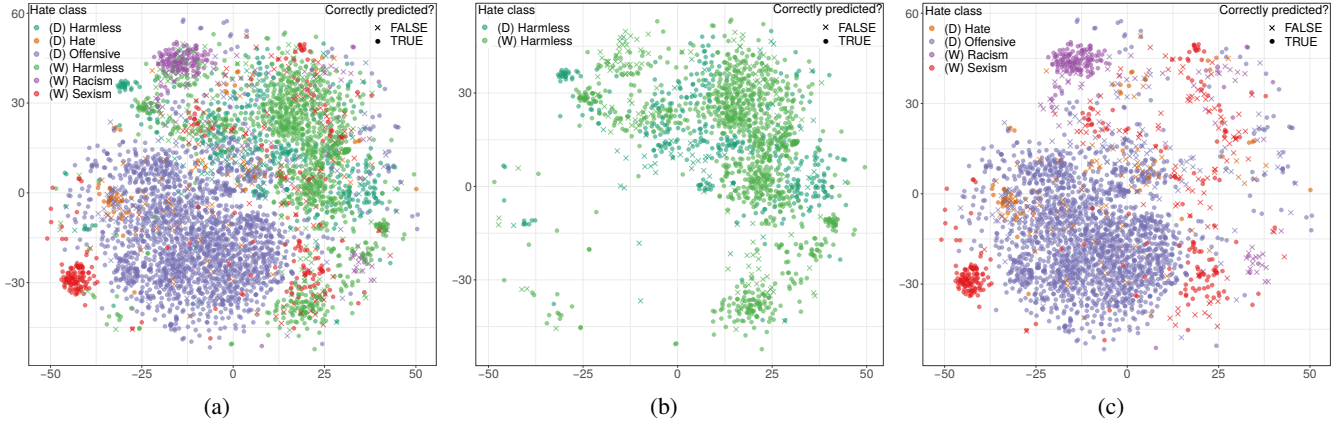 Hate class
(D) Harmless
(D) Hate
(D) Offensive
(W) Harmless
(W) Racism
(W) Sexism
Correctly predicted?
× FALSE
● TRUE
60
30
0
−30
−50 −25 0 25 50
(a)
Hate class
(D) Harmless
(W) Harmless
Correctly predicted?
× FALSE
● TRUE
30
0
−30
−50 −25 0 25 50
(b)
Hate class
(D) Hate
(D) Offensive
(W) Racism
(W) Sexism
Correctly predicted?
× FALSE
● TRUE
60
30
0
−30
−50 −25 0 25 50
(c)